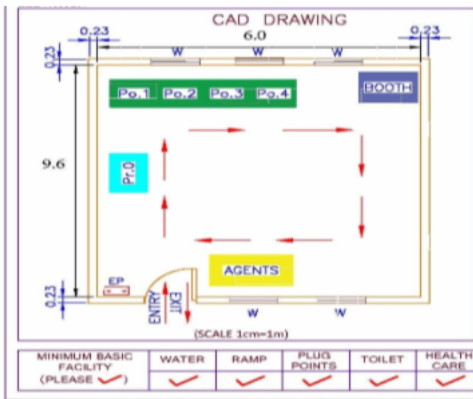 CAD DRAWING
0.23 6.0 0.23
W W W
0.23
Po.1 Po.2 Po.3 Po.4 BOOTH
9.6
Pr.O
AGENTS
EP
0.23
ENTRY EXIT
W W
(SCALE 1cm=1m)
MINIMUM BASIC FACILITY (PLEASE ✓) WATER RAMP PLUG POINTS TOILET HEALTH CARE